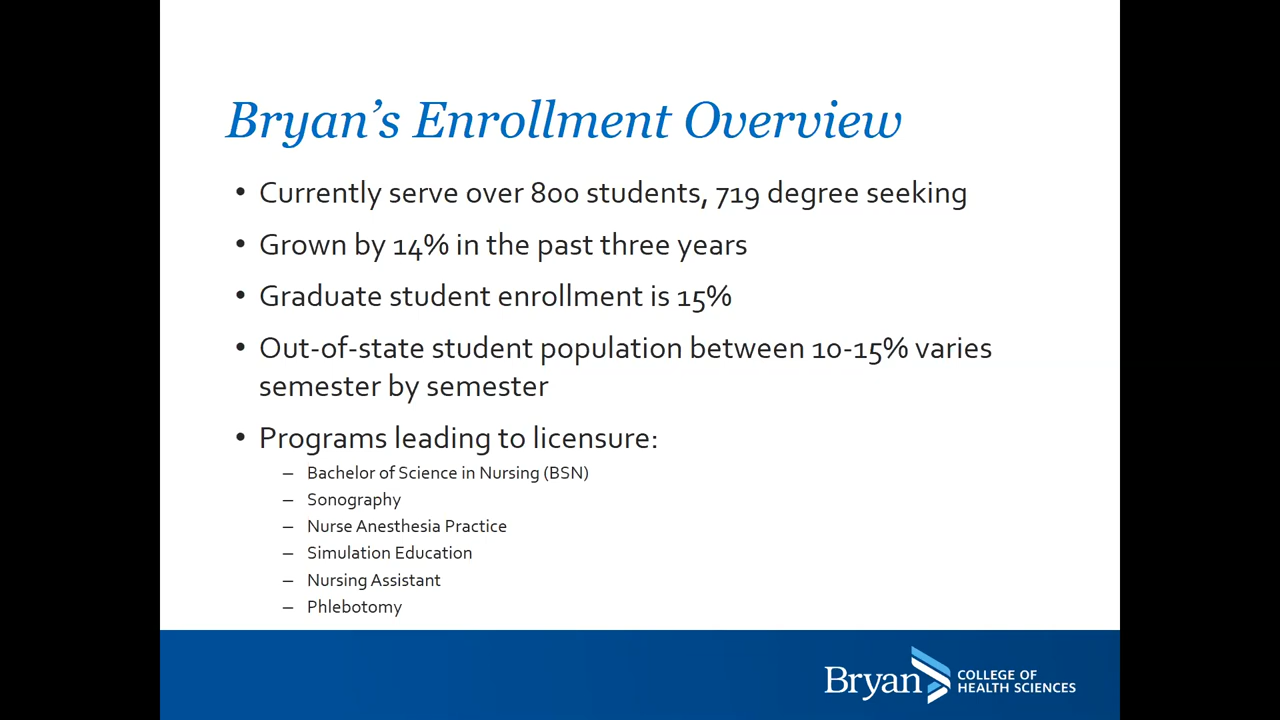 Bryan’s Enrollment Overview
• Currently serve over 800 students, 719 degree seeking
• Grown by 14% in the past three years
• Graduate student enrollment is 15%
• Out-of-state student population between 10-15% varies
semester by semester
• Programs leading to licensure:
– Bachelor of Science in Nursing (BSN)
– Sonography
– Nurse Anesthesia Practice
– Simulation Education
– Nursing Assistant
– Phlebotomy
Bryan COLLEGE OF
HEALTH SCIENCES